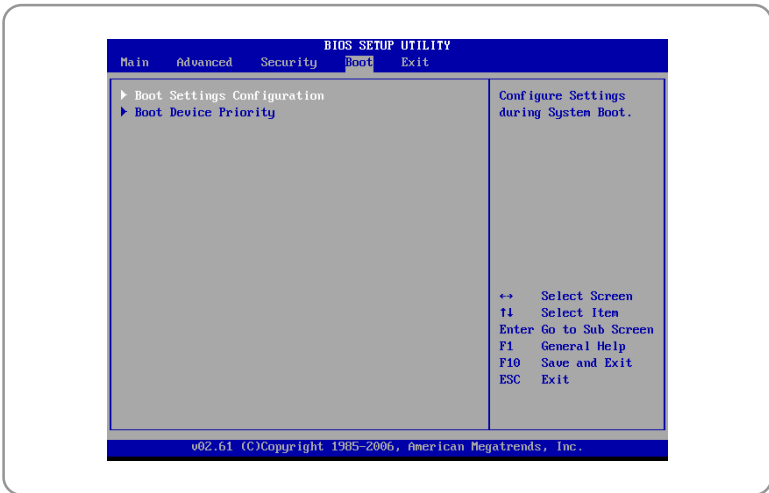 BIOS SETUP UTILITY
Main Advanced Security Boot Exit
Boot Settings Configuration
Boot Device Priority
Configure Settings
during System Boot.
↔ Select Screen
↑↓ Select Item
Enter Go to Sub Screen
F1 General Help
F10 Save and Exit
ESC Exit
v02.61 (C)Copyright 1985-2006, American Megatrends, Inc.